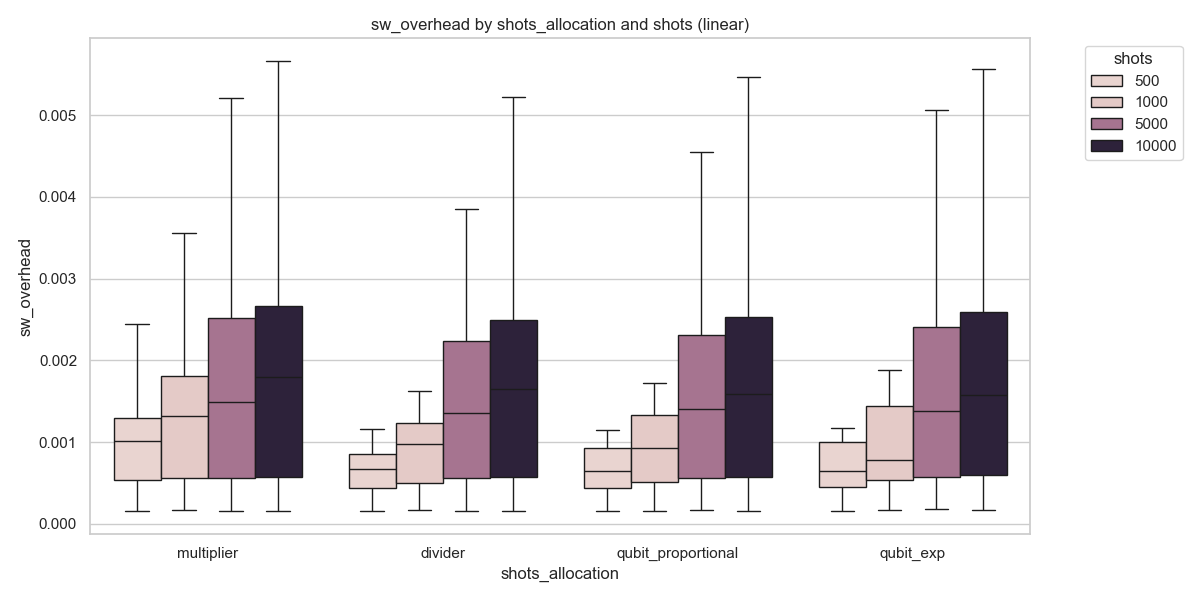 sw_overhead by shots_allocation and shots (linear)
shots
500
1000
5000
10000
sw_overhead
0.005
0.004
0.003
0.002
0.001
0.000
multiplier
divider
qubit_proportional
qubit_exp
shots_allocation